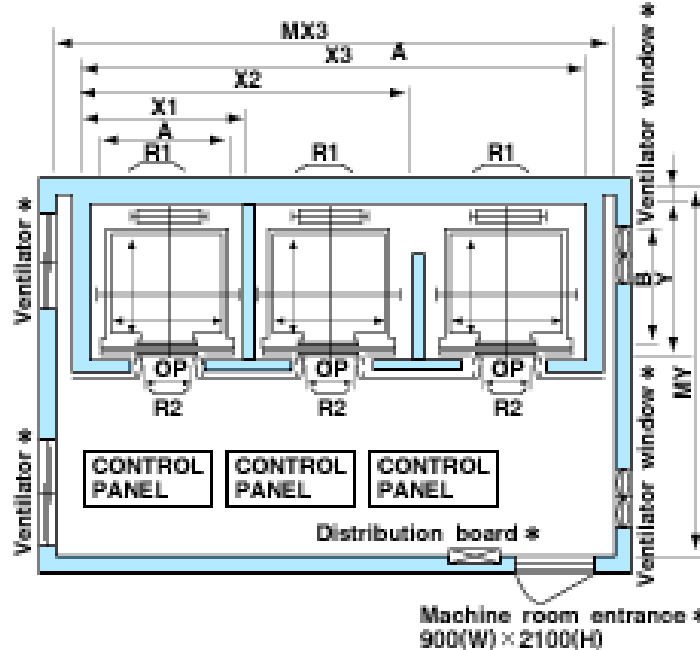 MX3
X3 A
X2
X1
A
R1 R1 R1
Ventilator window *
Ventilator *
B
Y
MY
OP OP OP
R2 R2 R2
Ventilator *
Ventilator window *
CONTROL PANEL
CONTROL PANEL
CONTROL PANEL
Distribution board *
Machine room entrance *
900(W)×2100(H)